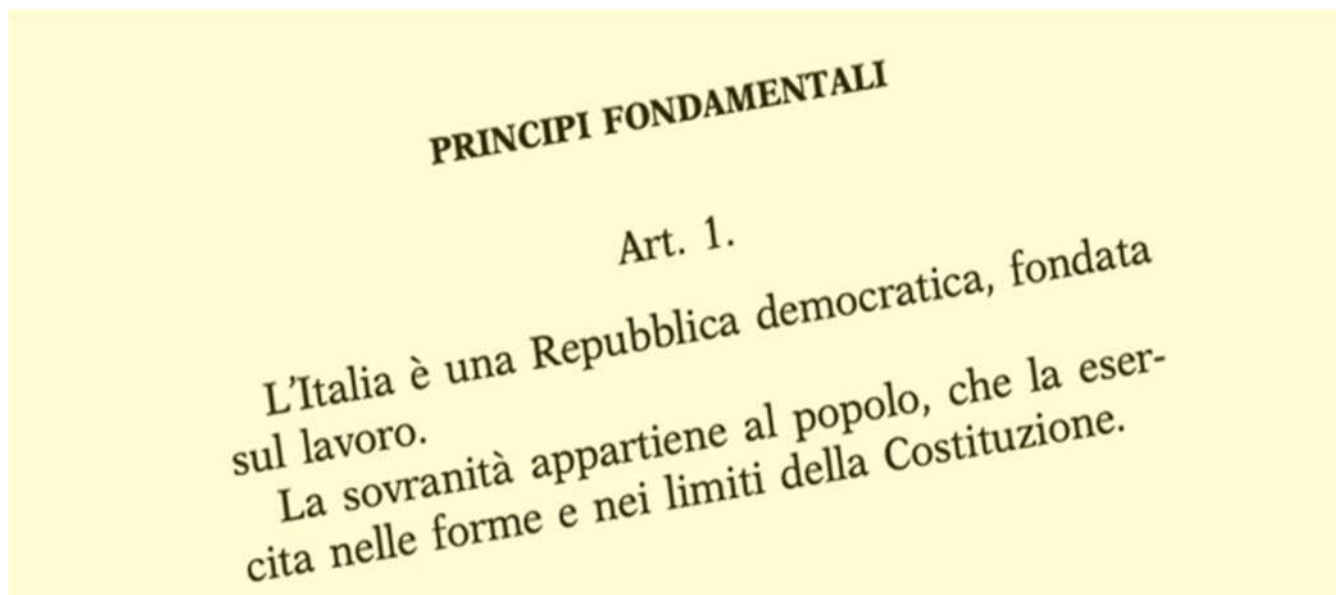 PRINCIPI FONDAMENTALI
Art. 1.
L'Italia è una Repubblica democratica, fondata
sul lavoro.
La sovranità appartiene al popolo, che la eser-
cita nelle forme e nei limiti della Costituzione.